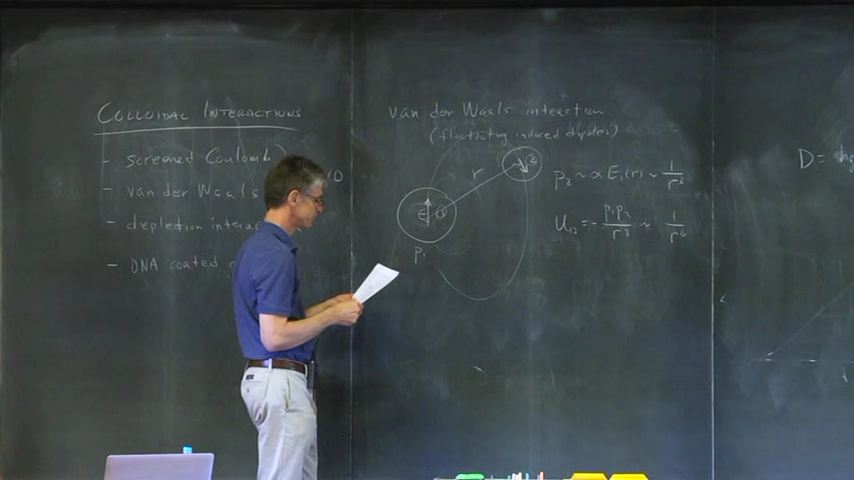 COLLOIDAL INTERACTIONS
- screened Coulomb)
- van der Waals
- depletion interac
- DNA coated
van der Waals interaction
(fluctuating induced dipoles)
r
2
p₁
p₂ ~ α E₁(r) ~ 1/r³
U₁₂ = - p₁p₂/r³ ~ 1/r⁶
D =